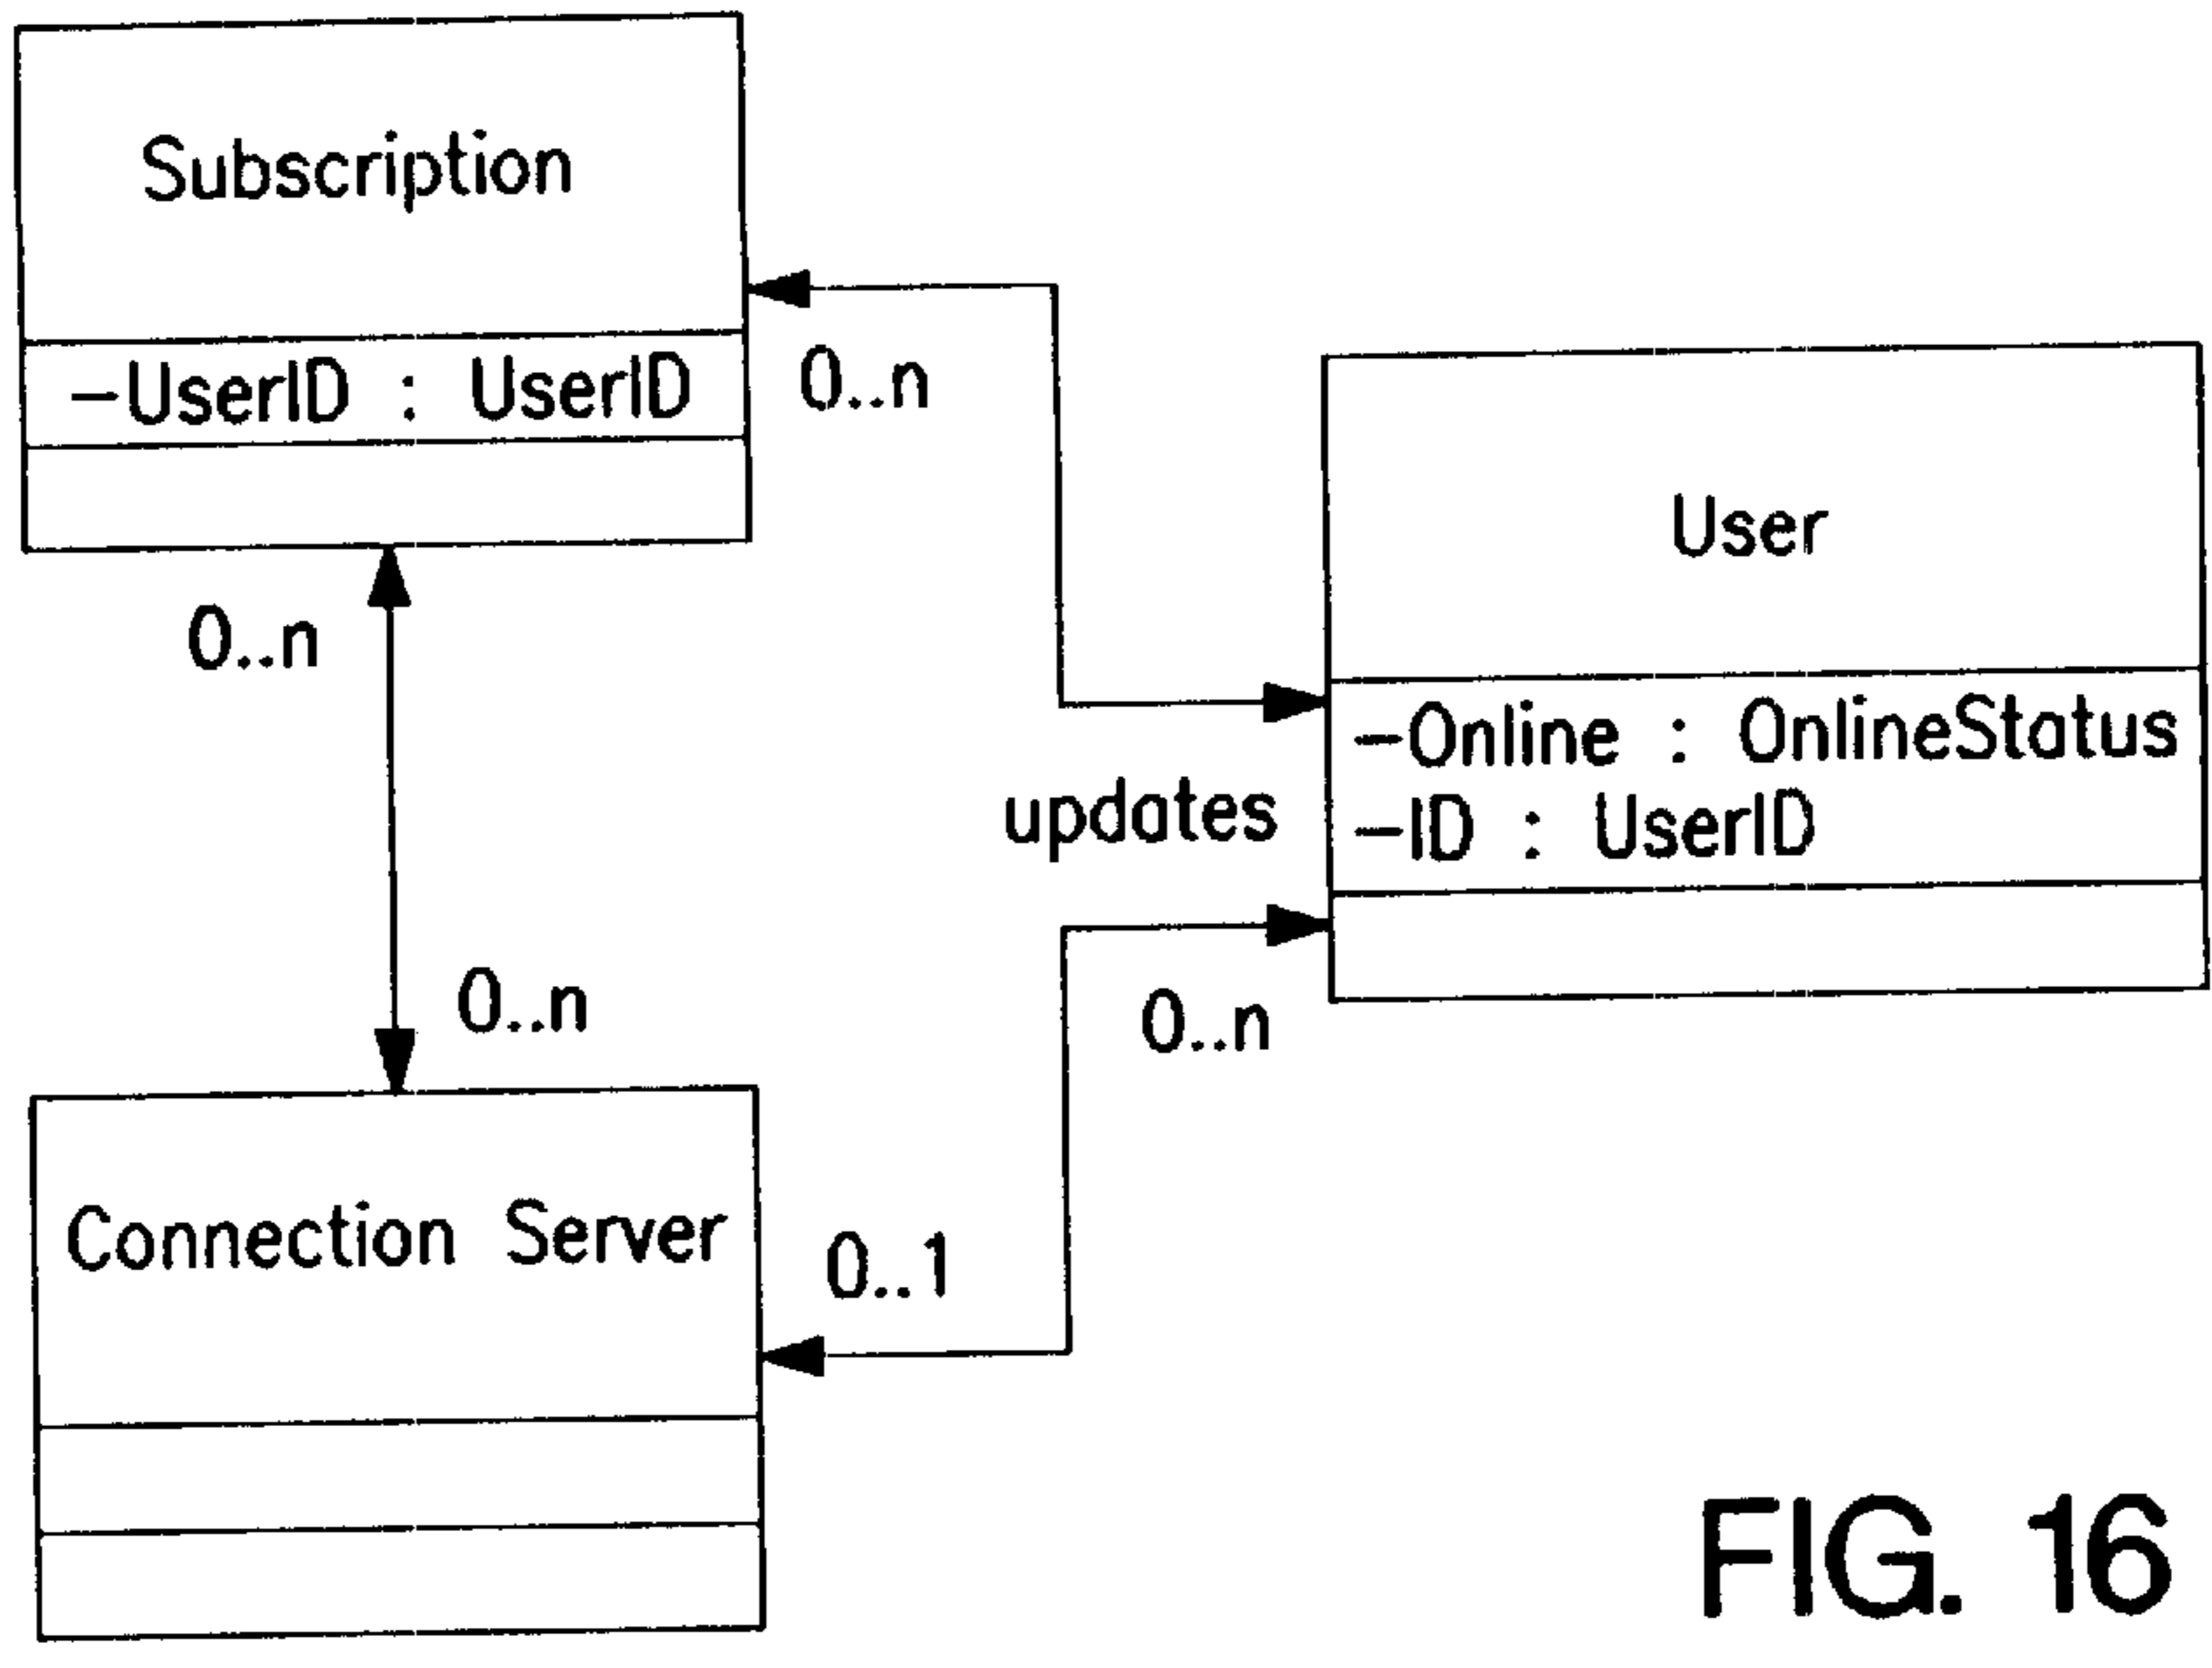 Subscription
-UserID : UserID
0..n
User
0..n
-Online : OnlineStatus
updates
-ID : UserID
0..n
0..n
Connection Server
0..1
FIG. 16